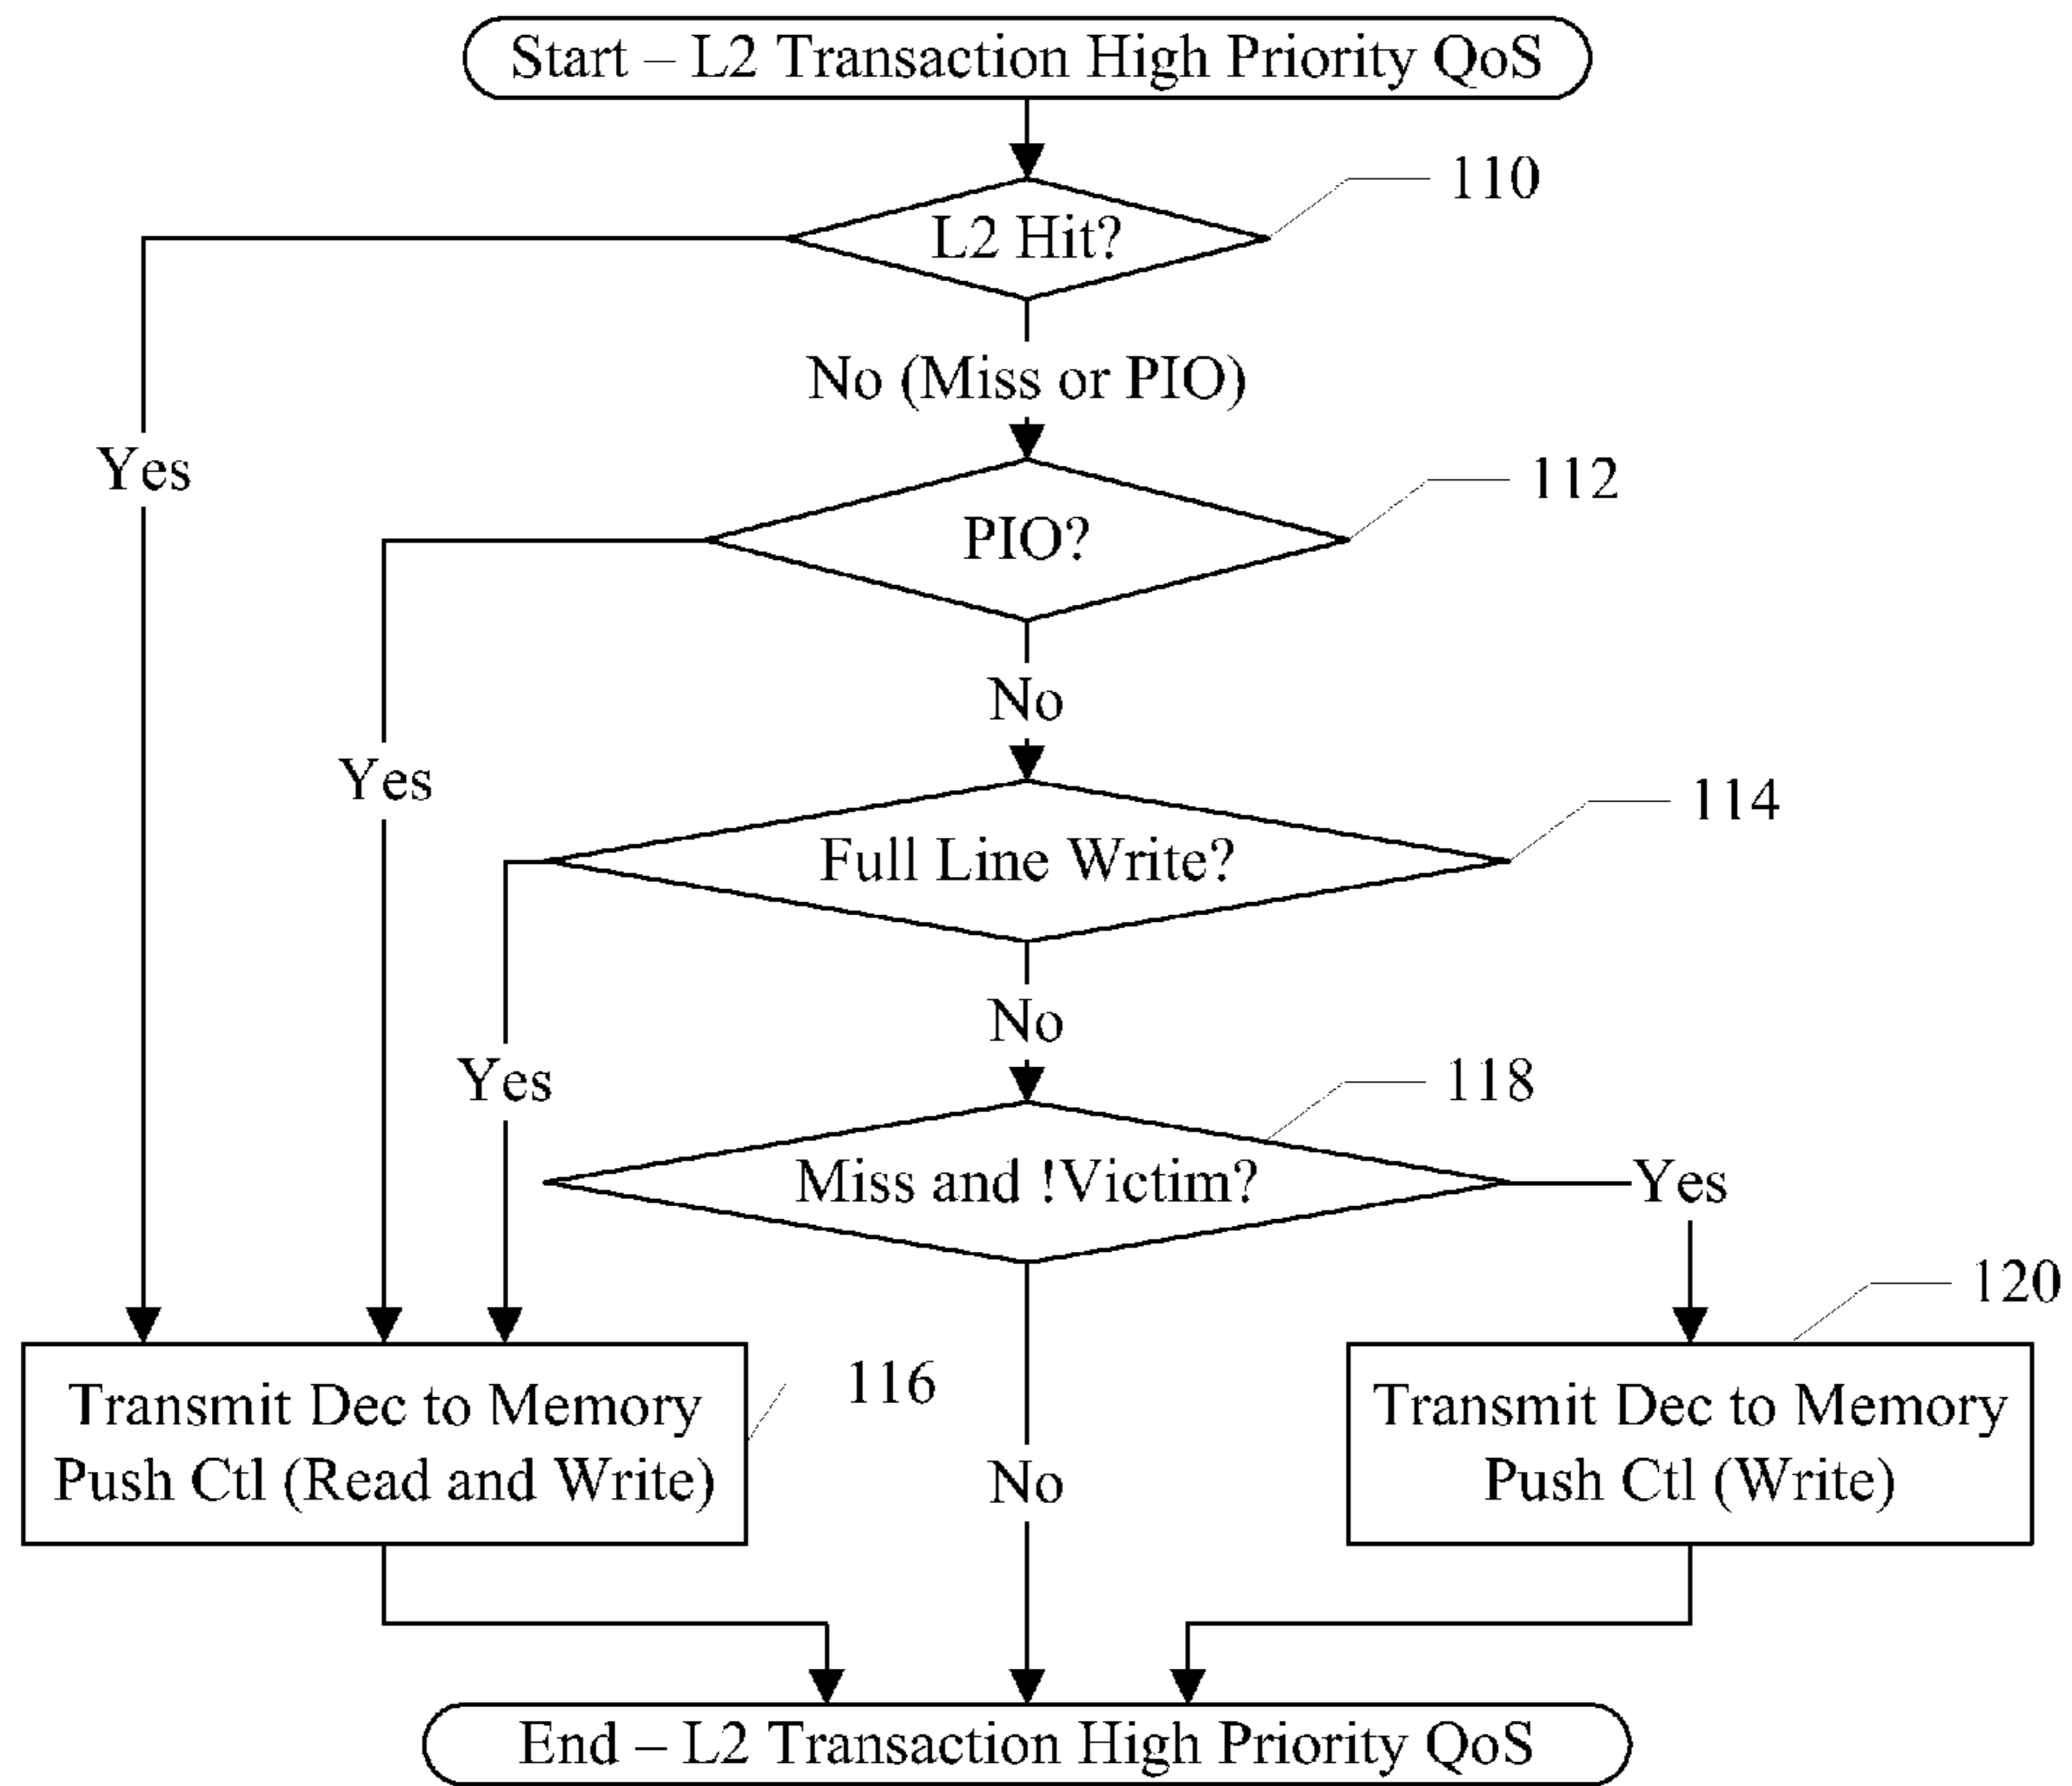 Start – L2 Transaction High Priority QoS
110
L2 Hit?
No (Miss or PIO)
Yes
112
PIO?
No
Yes
114
Full Line Write?
No
Yes
118
Miss and !Victim?
Yes
120
116
Transmit Dec to Memory
Push Ctl (Read and Write)
No
Transmit Dec to Memory
Push Ctl (Write)
End – L2 Transaction High Priority QoS